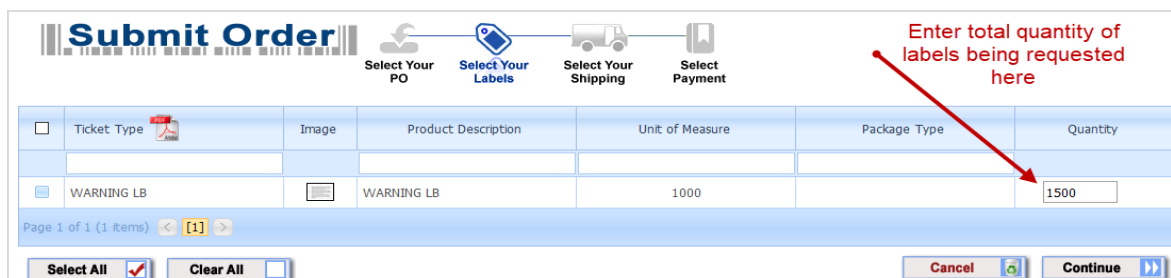 Submit Order
Select Your
PO
Select Your
Labels
Select Your
Shipping
Select
Payment
Enter total quantity of
labels being requested
here
Ticket Type PDF Image Product Description Unit of Measure Package Type Quantity
WARNING LB WARNING LB 1000 1500
Page 1 of 1 (1 items) < [1] >
Select All Clear All Cancel Continue